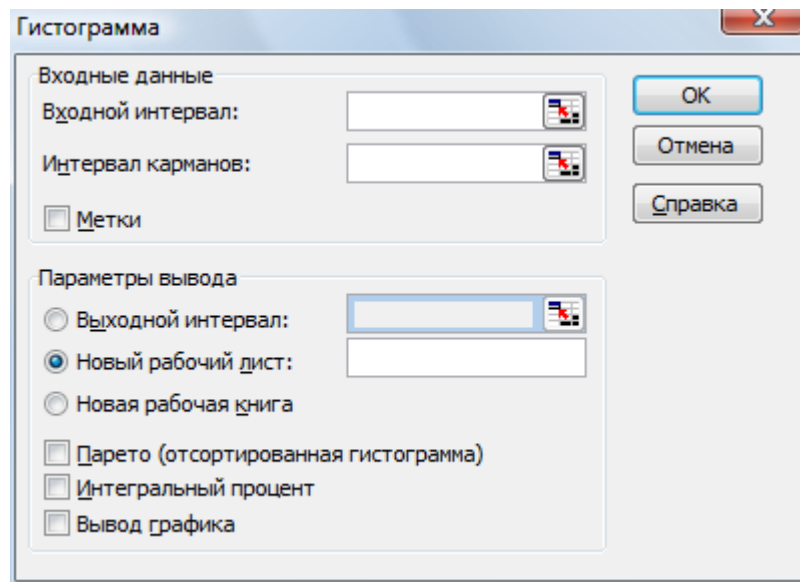 Гистограмма
Входные данные
Входной интервал:
Интервал карманов:
Метки
OK
Отмена
Справка
Параметры вывода
Выходной интервал:
Новый рабочий лист:
Новая рабочая книга
Парето (отсортированная гистограмма)
Интегральный процент
Вывод графика